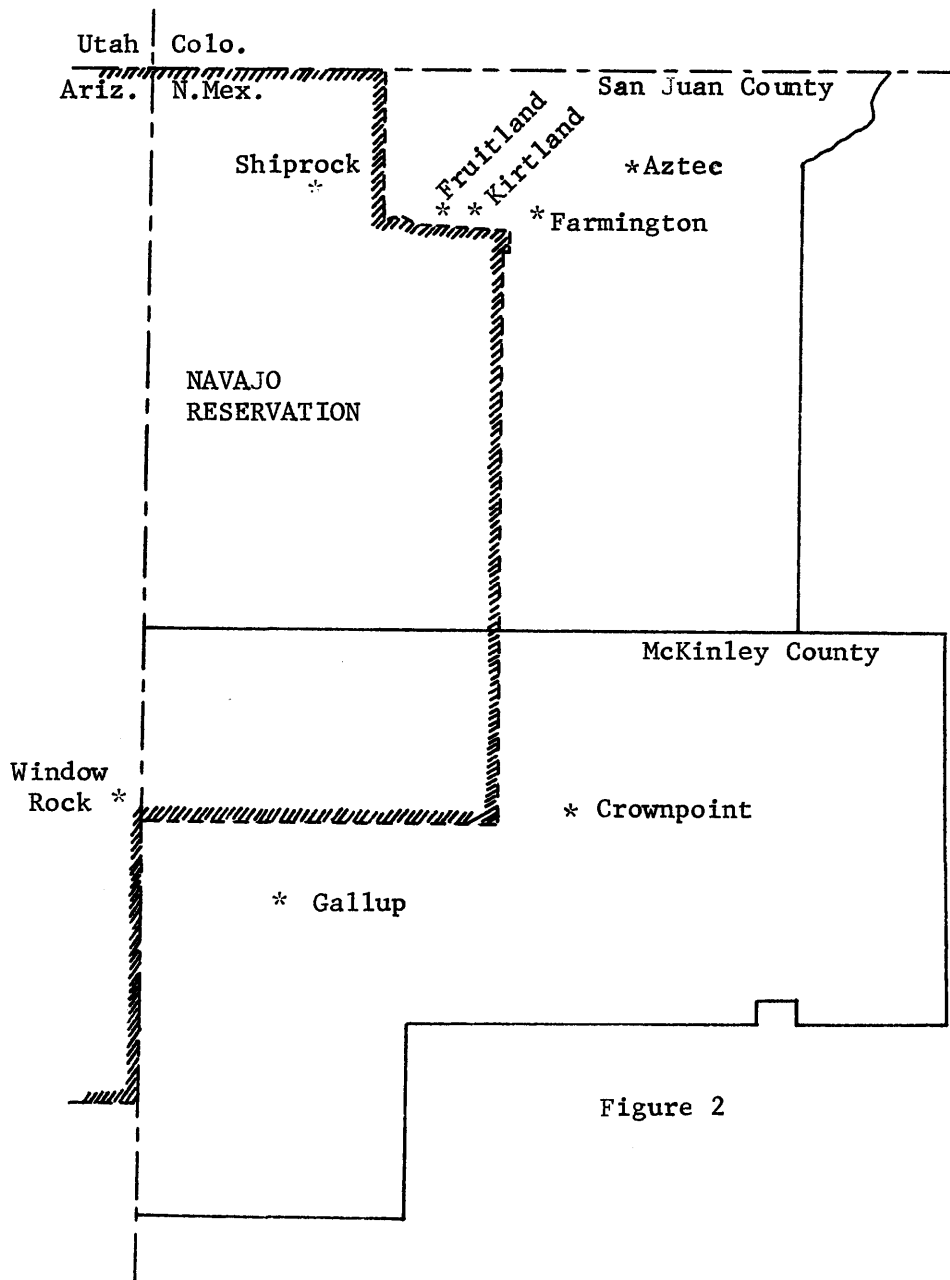 Utah Colo.
Ariz. N.Mex.
San Juan County
Fruitland
Kirtland
Shiprock
*
* *
*Aztec
* Farmington
NAVAJO
RESERVATION
McKinley County
Window
Rock *
* Crownpoint
* Gallup
Figure 2